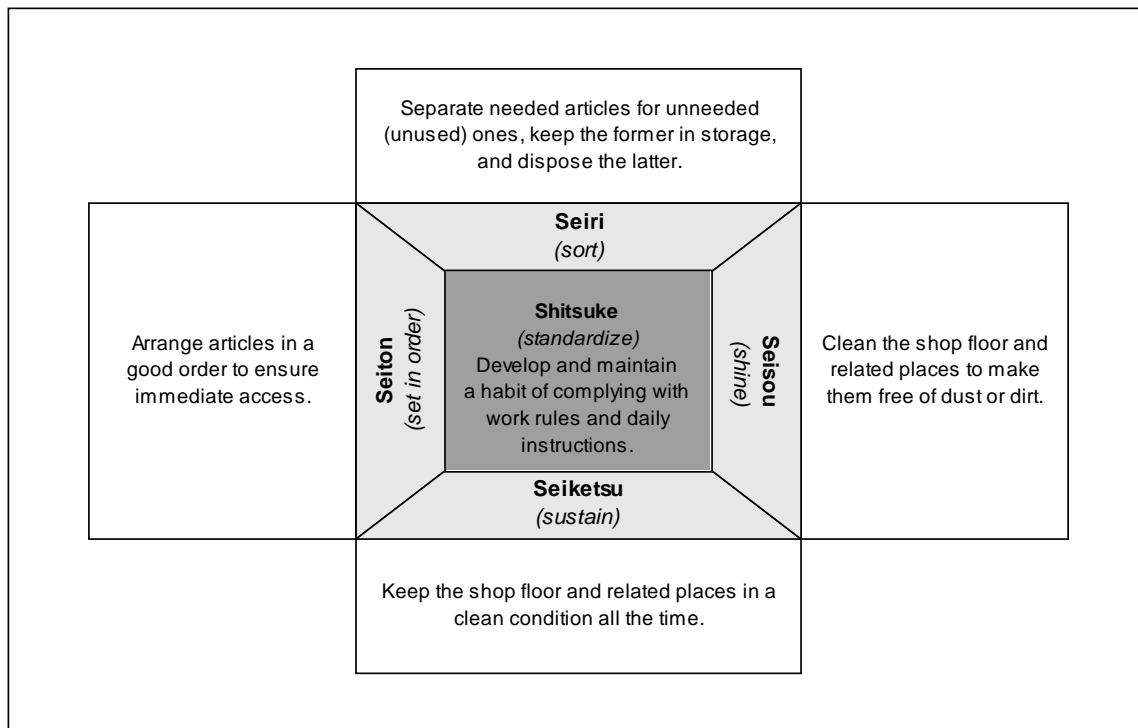 Separate needed articles for unneeded
(unused) ones, keep the former in storage,
and dispose the latter.
Seiri
(sort)
Arrange articles in a
good order to ensure
immediate access.
Seiton
(set in order)
Shitsuke
(standardize)
Develop and maintain
a habit of complying with
work rules and daily
instructions.
Seisou
(shine)
Clean the shop floor and
related places to make
them free of dust or dirt.
Seiketsu
(sustain)
Keep the shop floor and related places in a
clean condition all the time.